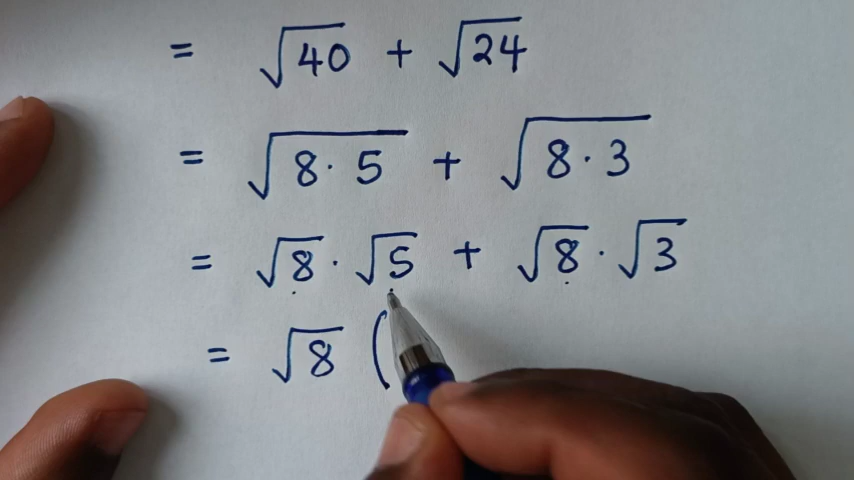 = √40 + √24
= √8·5 + √8·3
= √8 · √5 + √8 · √3
= √8 (